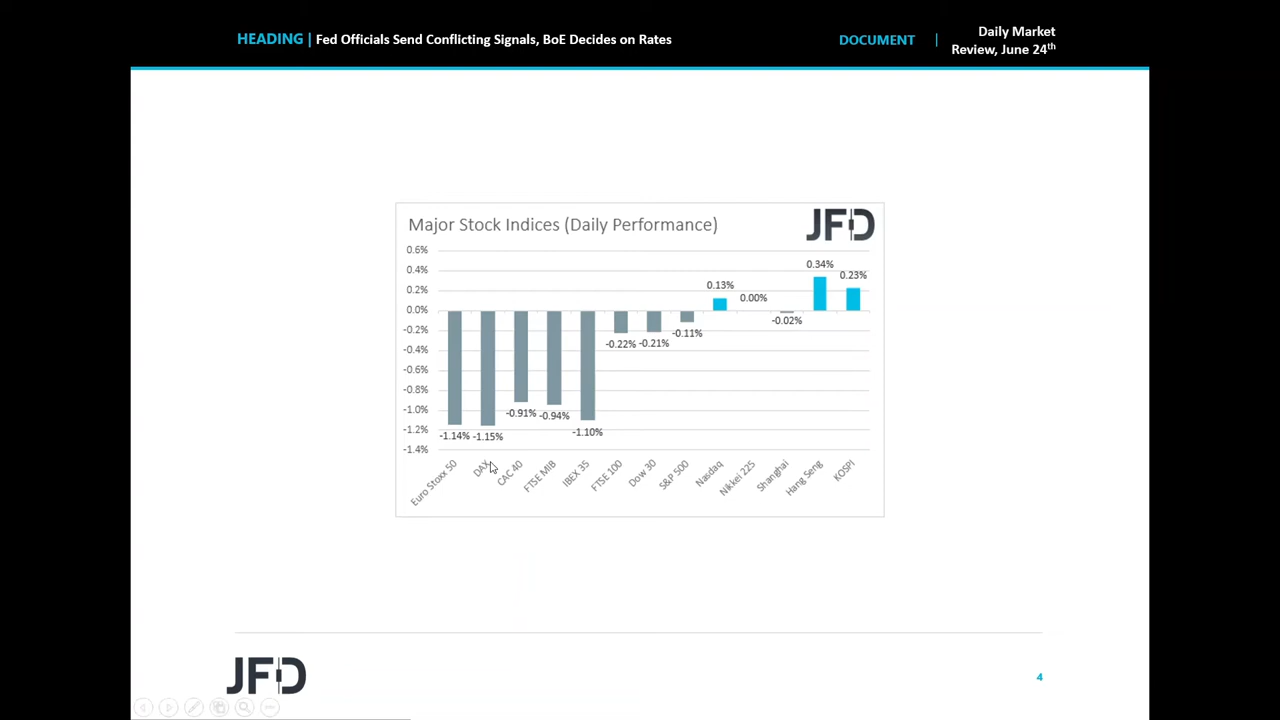 HEADING | Fed Officials Send Conflicting Signals, BoE Decides on Rates
DOCUMENT | Daily Market
Review, June 24th
Major Stock Indices (Daily Performance)
JFD
0.6%
0.4%
0.2%
0.0%
-0.2%
-0.4%
-0.6%
-0.8%
-1.0%
-1.2%
-1.4%
-1.14%
-1.15%
-0.91%
-0.94%
-1.10%
-0.22%
-0.21%
-0.11%
0.13%
0.00%
-0.02%
0.34%
0.23%
Euro Stoxx 50
DAX
CAC 40
FTSE MIB
IBEX 35
FTSE 100
Dow 30
S&P 500
Nasdaq
Nikkei 225
Shanghai
Hang Seng
KOSPI
JFD
4